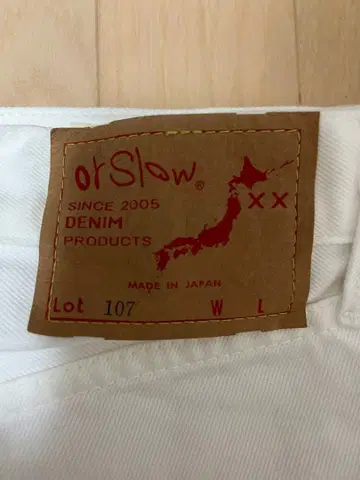 orSlow®
SINCE 2005
DENIM
PRODUCTS
XX
MADE IN JAPAN
Lot 107 W L